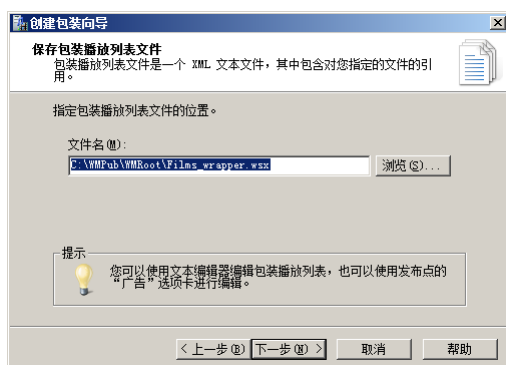 创建包装向导
保存包装播放列表文件
包装播放列表文件是一个 XML 文本文件，其中包含对您指定的文件的引
用。
指定包装播放列表文件的位置。
文件名(M):
C:\WMPub\WMRoot\Films_wrapper.wsx
浏览(S)...
提示
您可以使用文本编辑器编辑包装播放列表，也可以使用发布点的
“广告”选项卡进行编辑。
< 上一步(B) 下一步(N) > 取消 帮助